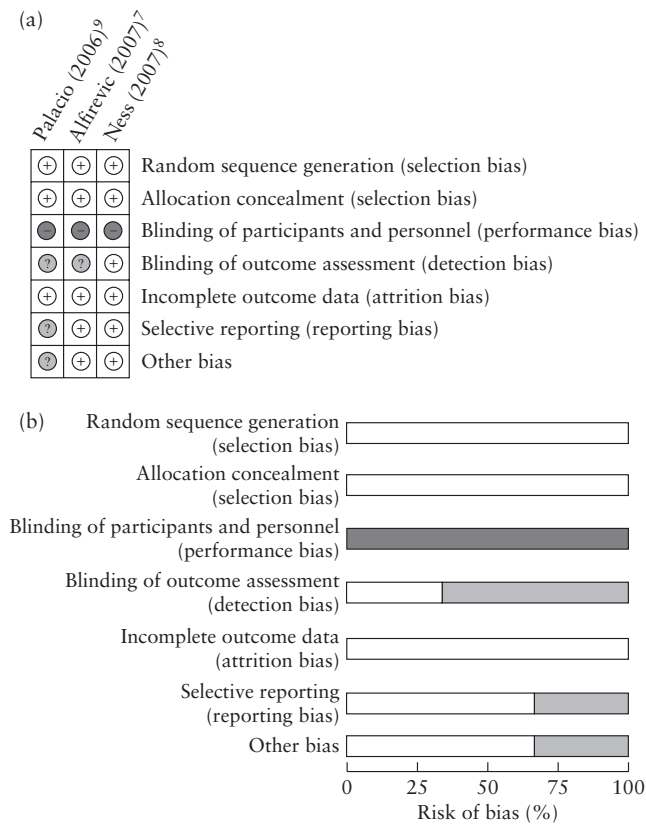 (a)
Palacio (2006)⁹
Alfirevic (2007)⁷
Ness (2007)⁸
+ + + Random sequence generation (selection bias)
+ + + Allocation concealment (selection bias)
– – – Blinding of participants and personnel (performance bias)
? ? + Blinding of outcome assessment (detection bias)
+ + + Incomplete outcome data (attrition bias)
? + + Selective reporting (reporting bias)
? + + Other bias
(b)
Random sequence generation
(selection bias)
Allocation concealment
(selection bias)
Blinding of participants and personnel
(performance bias)
Blinding of outcome assessment
(detection bias)
Incomplete outcome data
(attrition bias)
Selective reporting
(reporting bias)
Other bias
0 25 50 75 100
Risk of bias (%)